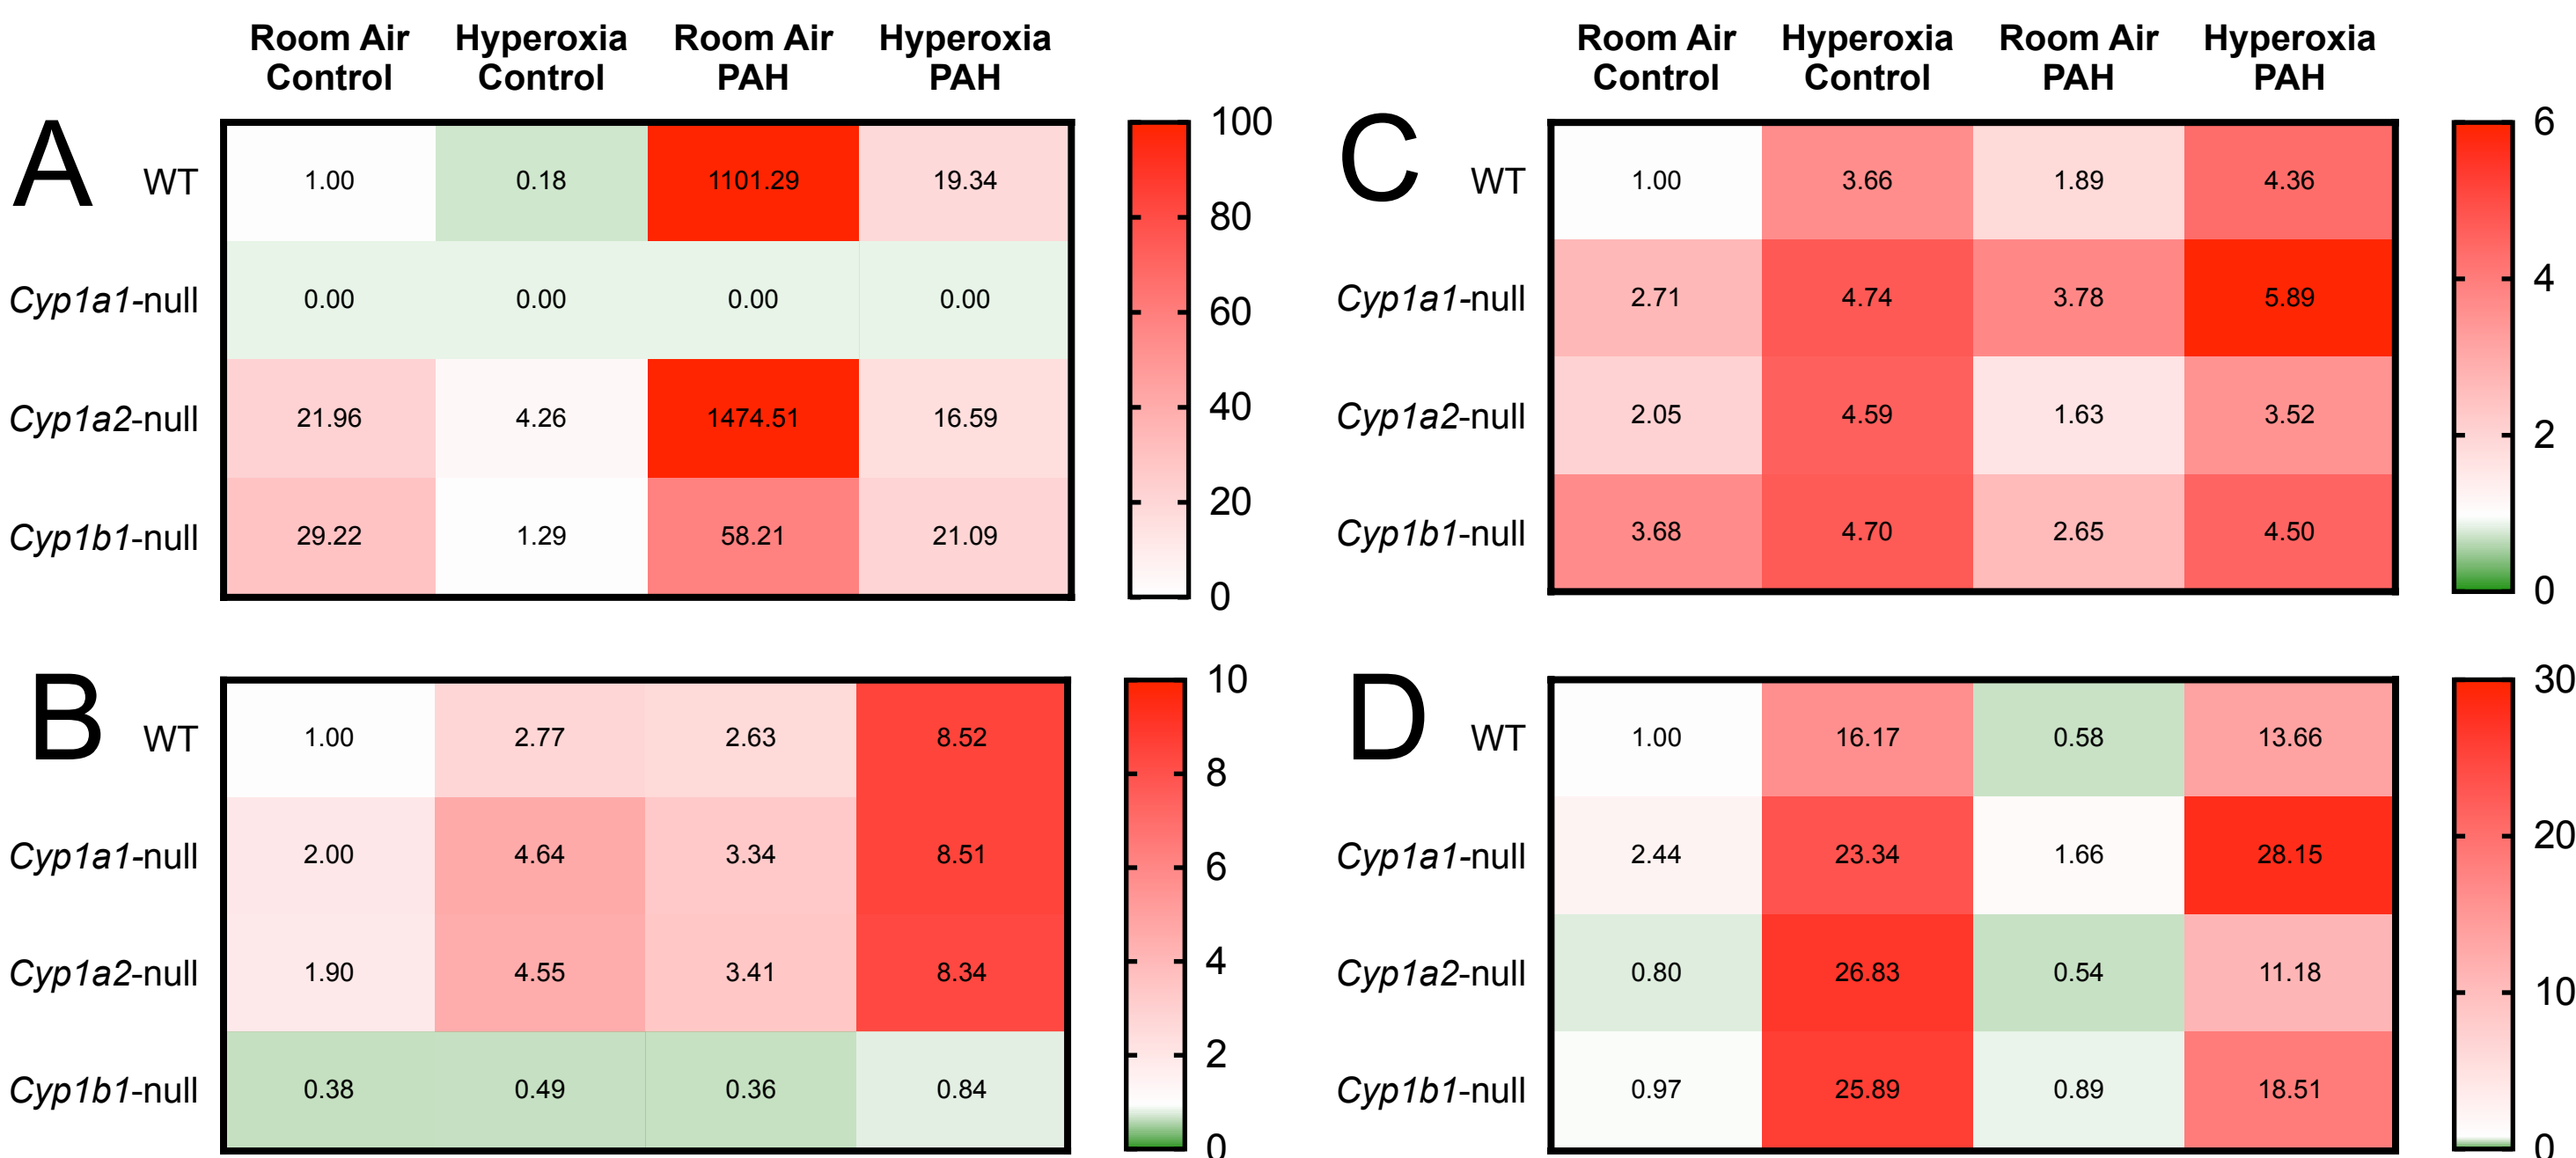 Room Air Hyperoxia Room Air Hyperoxia
Control Control PAH PAH
A
WT 1.00 0.18 1101.29 19.34
Cyp1a1-null 0.00 0.00 0.00 0.00
Cyp1a2-null 21.96 4.26 1474.51 16.59
Cyp1b1-null 29.22 1.29 58.21 21.09
100
80
60
40
20
0
B
WT 1.00 2.77 2.63 8.52
Cyp1a1-null 2.00 4.64 3.34 8.51
Cyp1a2-null 1.90 4.55 3.41 8.34
Cyp1b1-null 0.38 0.49 0.36 0.84
10
8
6
4
2
0
Room Air Hyperoxia Room Air Hyperoxia
Control Control PAH PAH
C
WT 1.00 3.66 1.89 4.36
Cyp1a1-null 2.71 4.74 3.78 5.89
Cyp1a2-null 2.05 4.59 1.63 3.52
Cyp1b1-null 3.68 4.70 2.65 4.50
6
4
2
0
D
WT 1.00 16.17 0.58 13.66
Cyp1a1-null 2.44 23.34 1.66 28.15
Cyp1a2-null 0.80 26.83 0.54 11.18
Cyp1b1-null 0.97 25.89 0.89 18.51
30
20
10
0